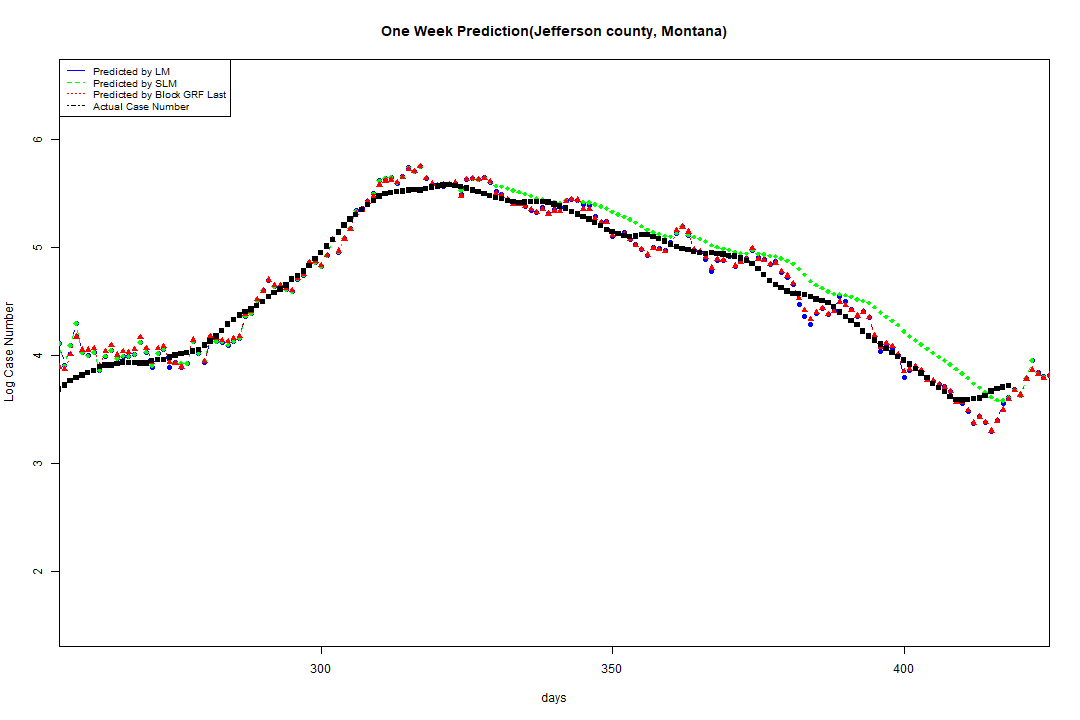 One Week Prediction(Jefferson county, Montana)
Predicted by LM
Predicted by SLM
Predicted by Block GRF Last
Actual Case Number
6
5
4
3
2
Log Case Number
300 350 400
days